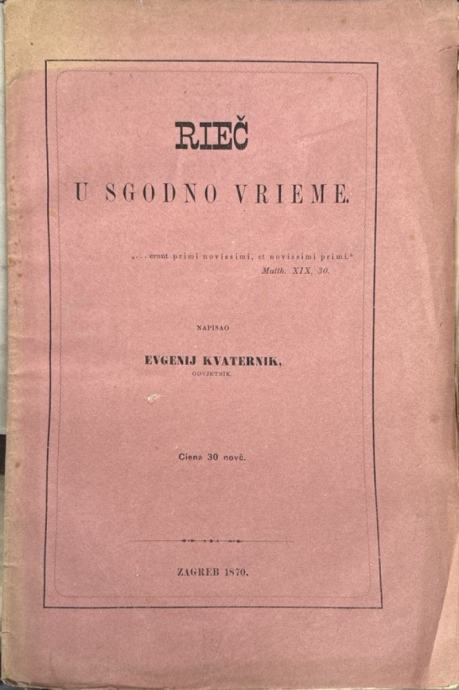 RIEČ
U SGODNO VRIEME.
„... erunt primi novissimi, et novissimi primi.“
Matth. XIX, 30.
NAPISAO
EVGENIJ KVATERNIK,
ODVJETNIK.
Ciena 30 novč.
ZAGREB 1870.